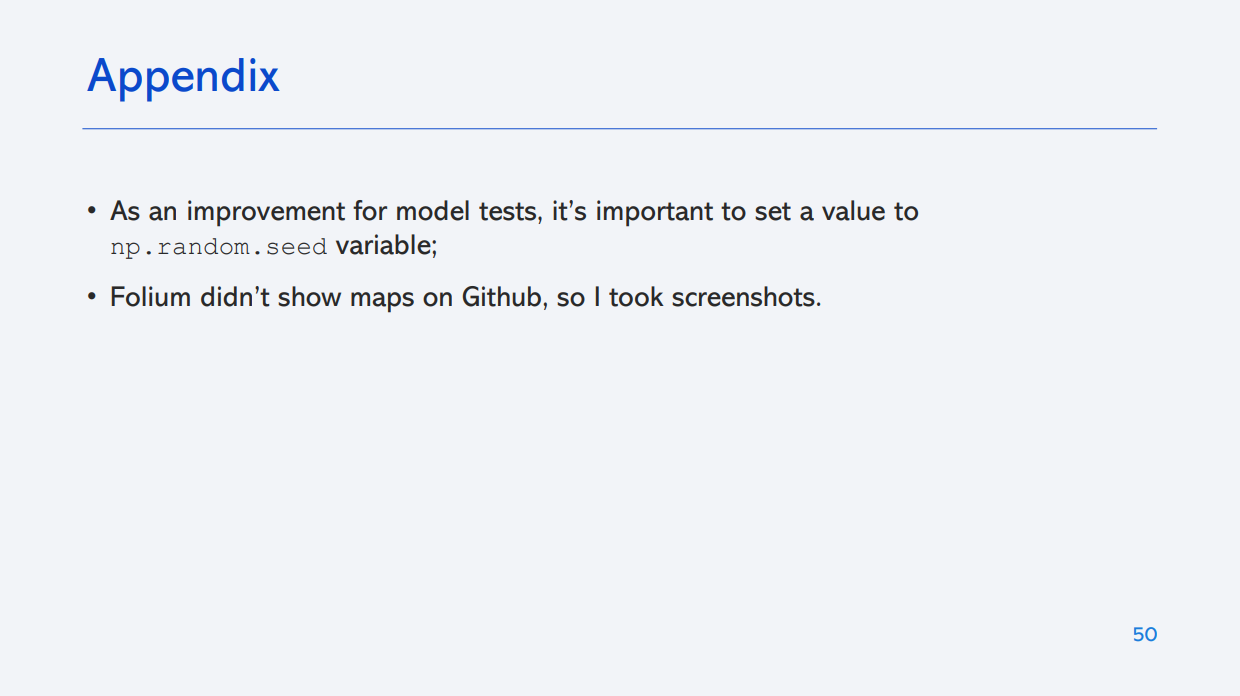 Appendix
• As an improvement for model tests, it’s important to set a value to
np.random.seed variable;
• Folium didn’t show maps on Github, so I took screenshots.
50